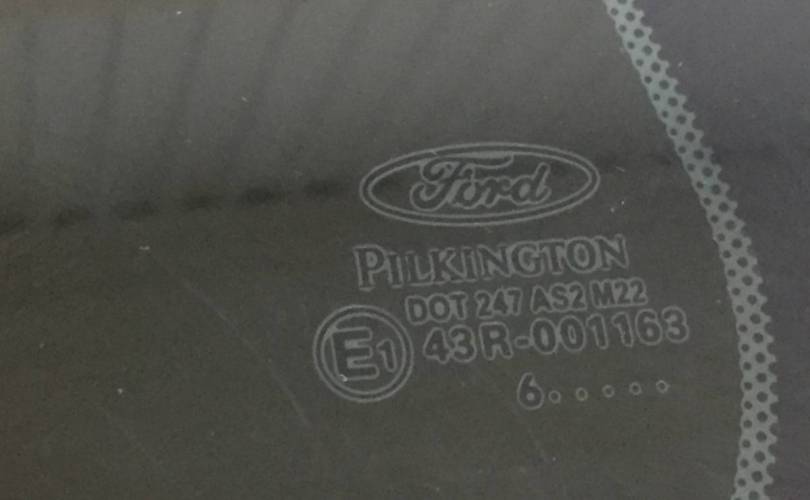 Ford
PILKINGTON
DOT 247 AS2 M22
E1 43R-001163
6.....